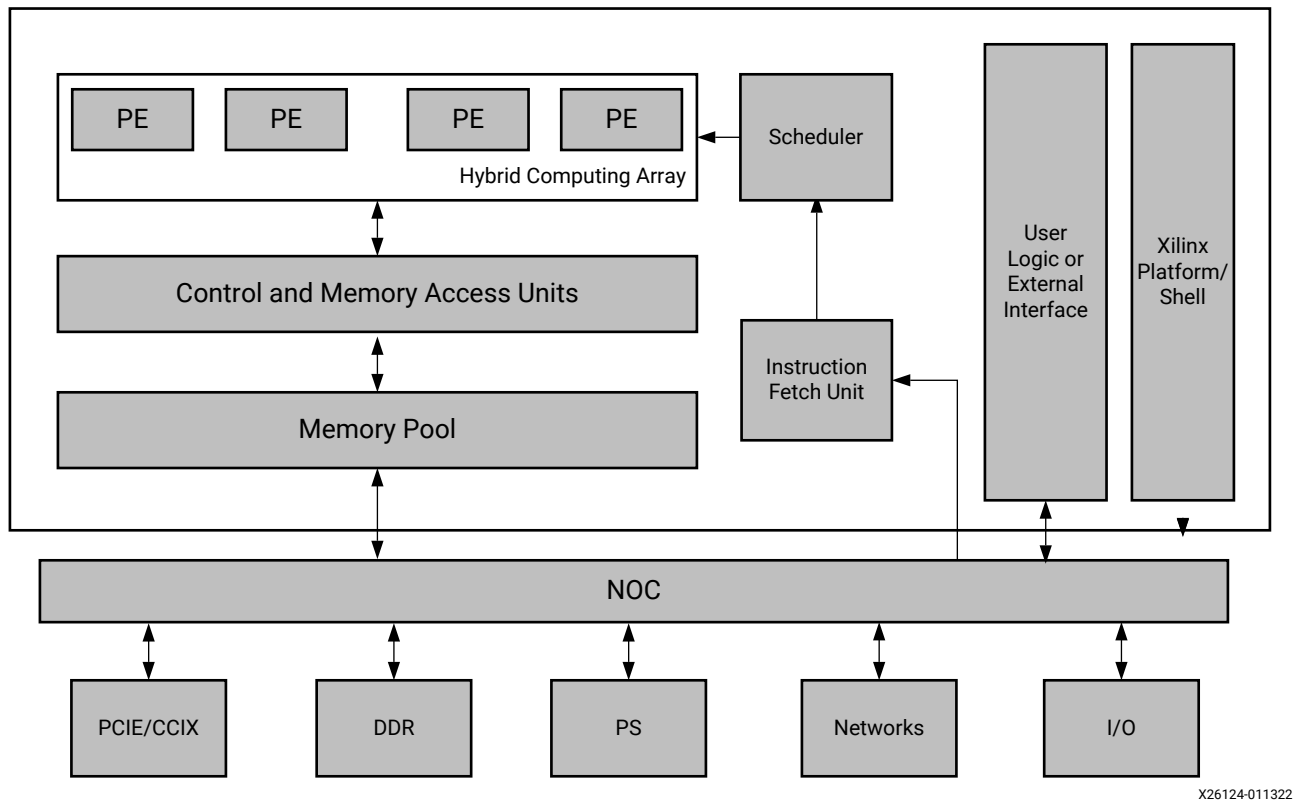 PE
PE
PE
PE
Hybrid Computing Array
Scheduler
Control and Memory Access Units
Memory Pool
Instruction
Fetch Unit
User
Logic or
External
Interface
Xilinx
Platform/
Shell
NOC
PCIE/CCIX
DDR
PS
Networks
I/O
X26124-011322